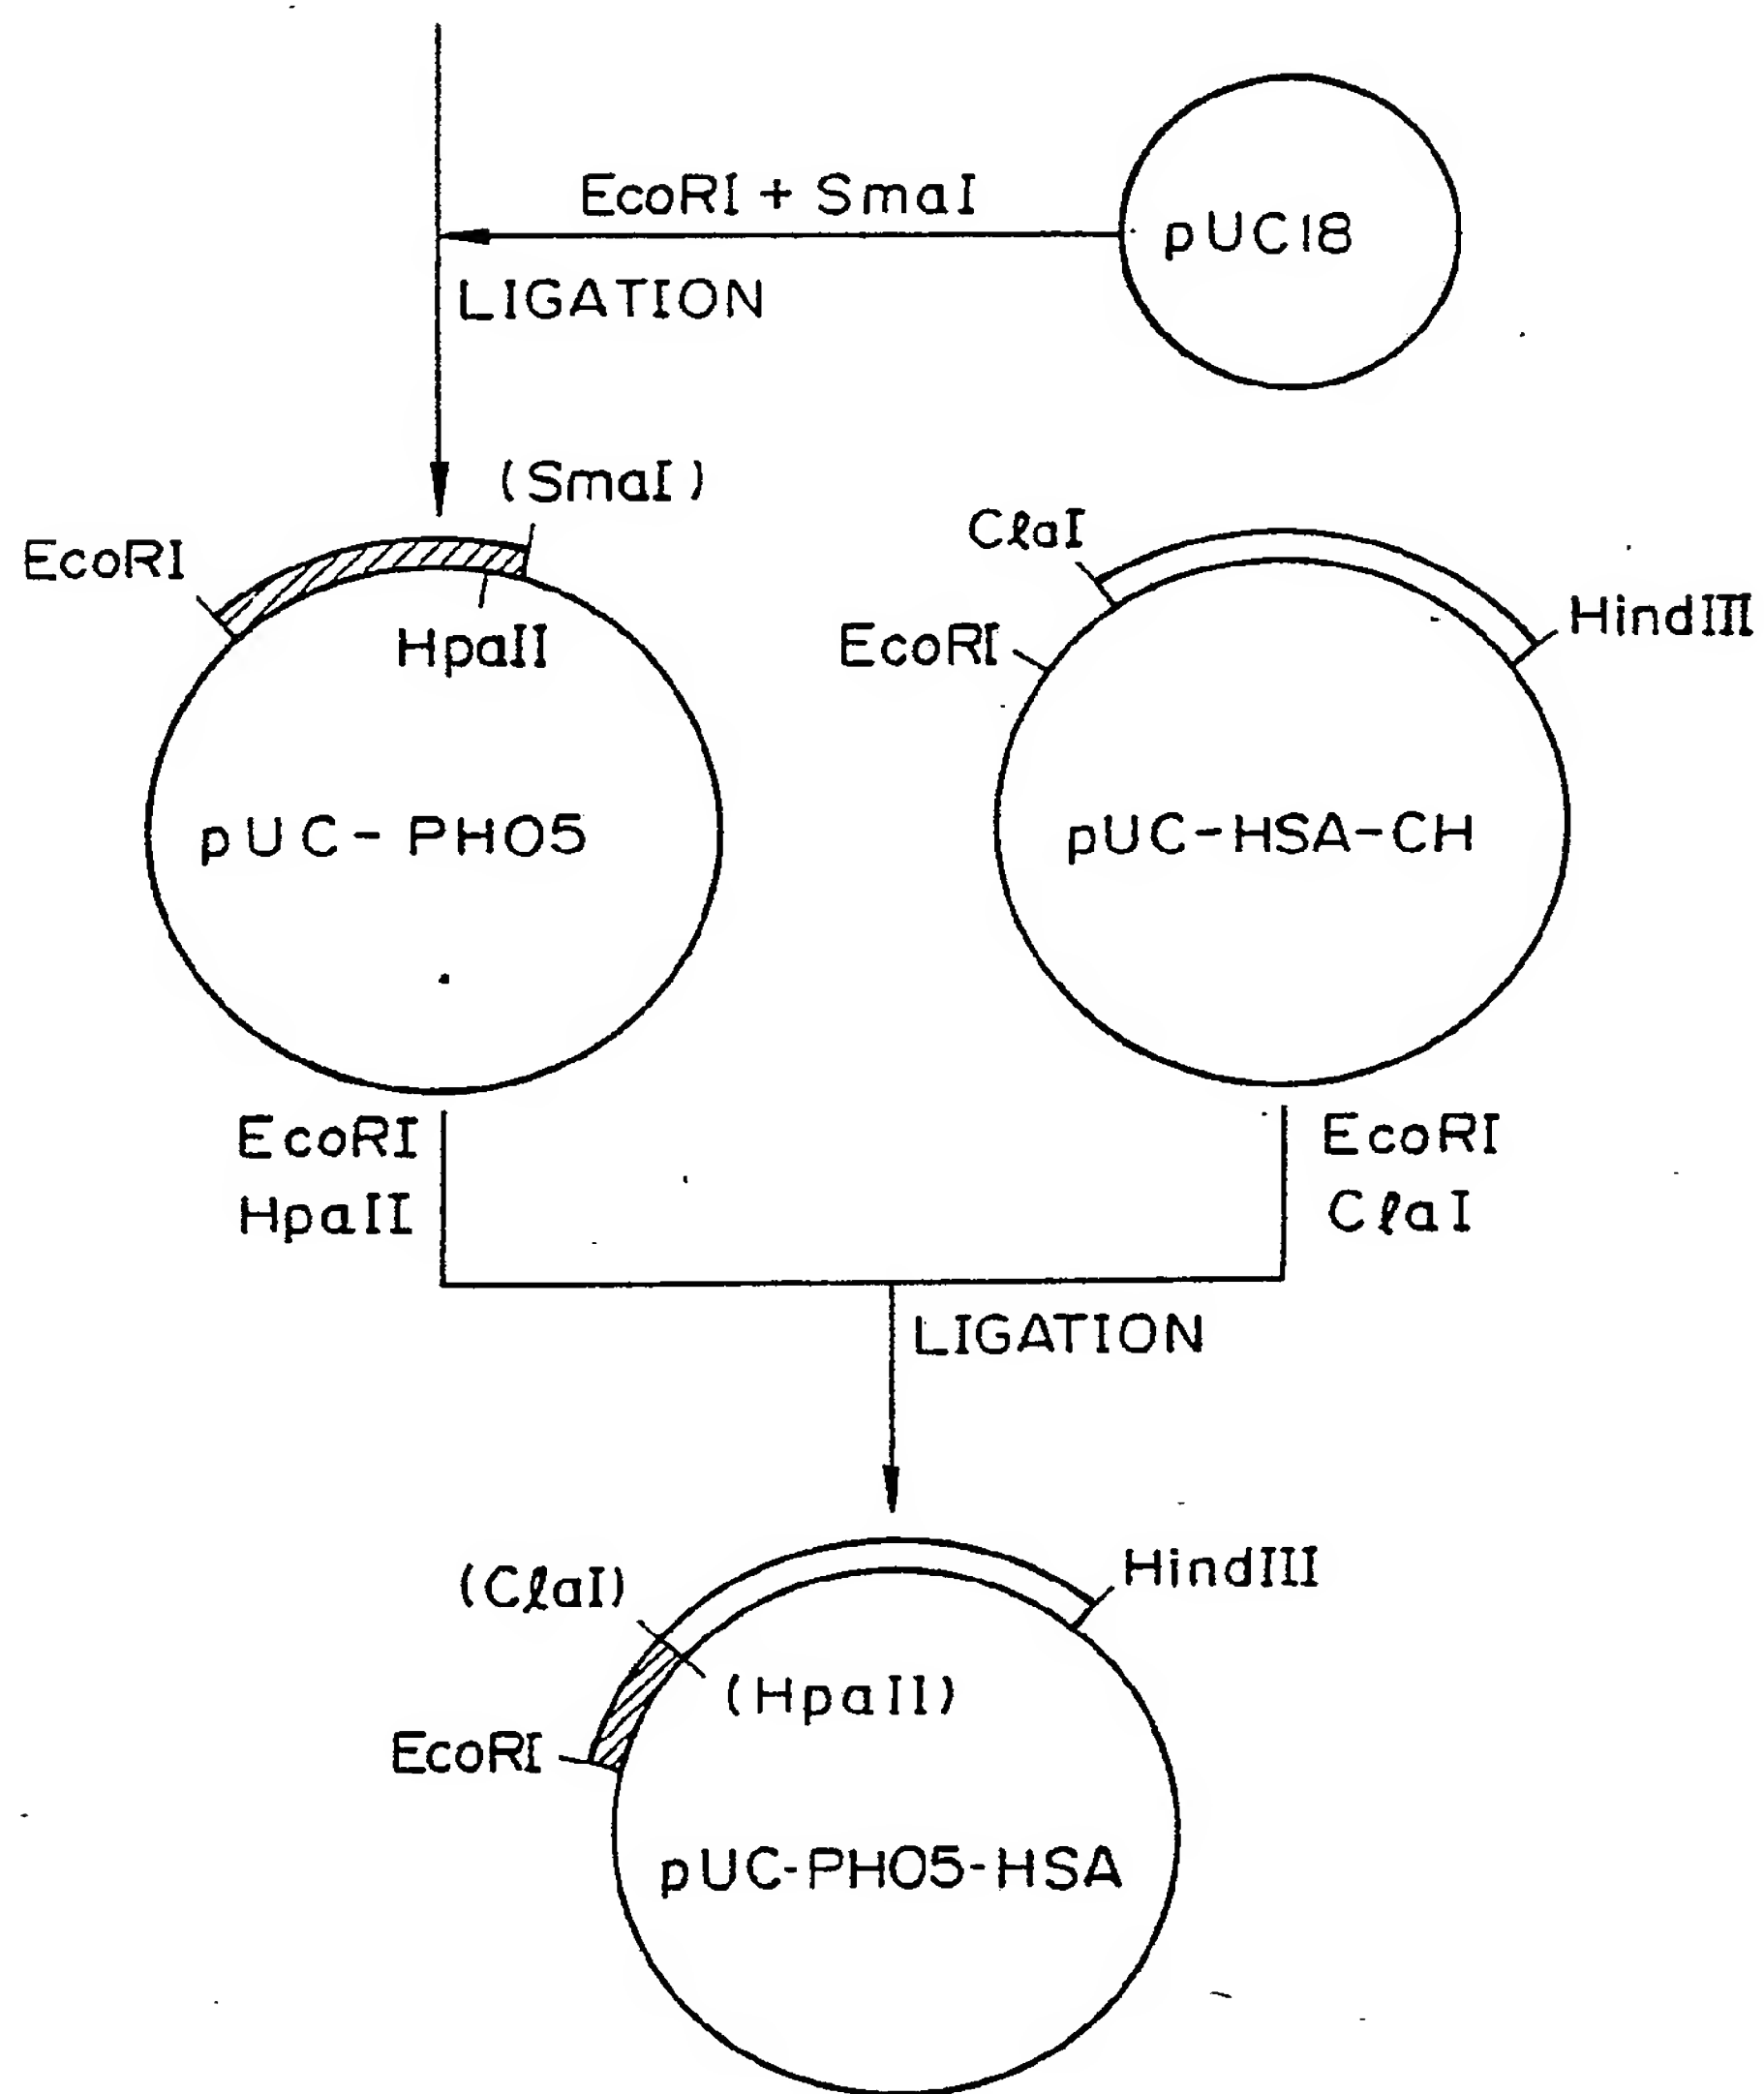 EcoRI + SmaI
pUC18
LIGATION
(SmaI)
EcoRI
HpaII
ClaI
HindIII
EcoRI
pUC-PHO5
pUC-HSA-CH
EcoRI
HpaII
EcoRI
ClaI
LIGATION
(ClaI)
HindIII
(HpaII)
EcoRI
pUC-PHO5-HSA